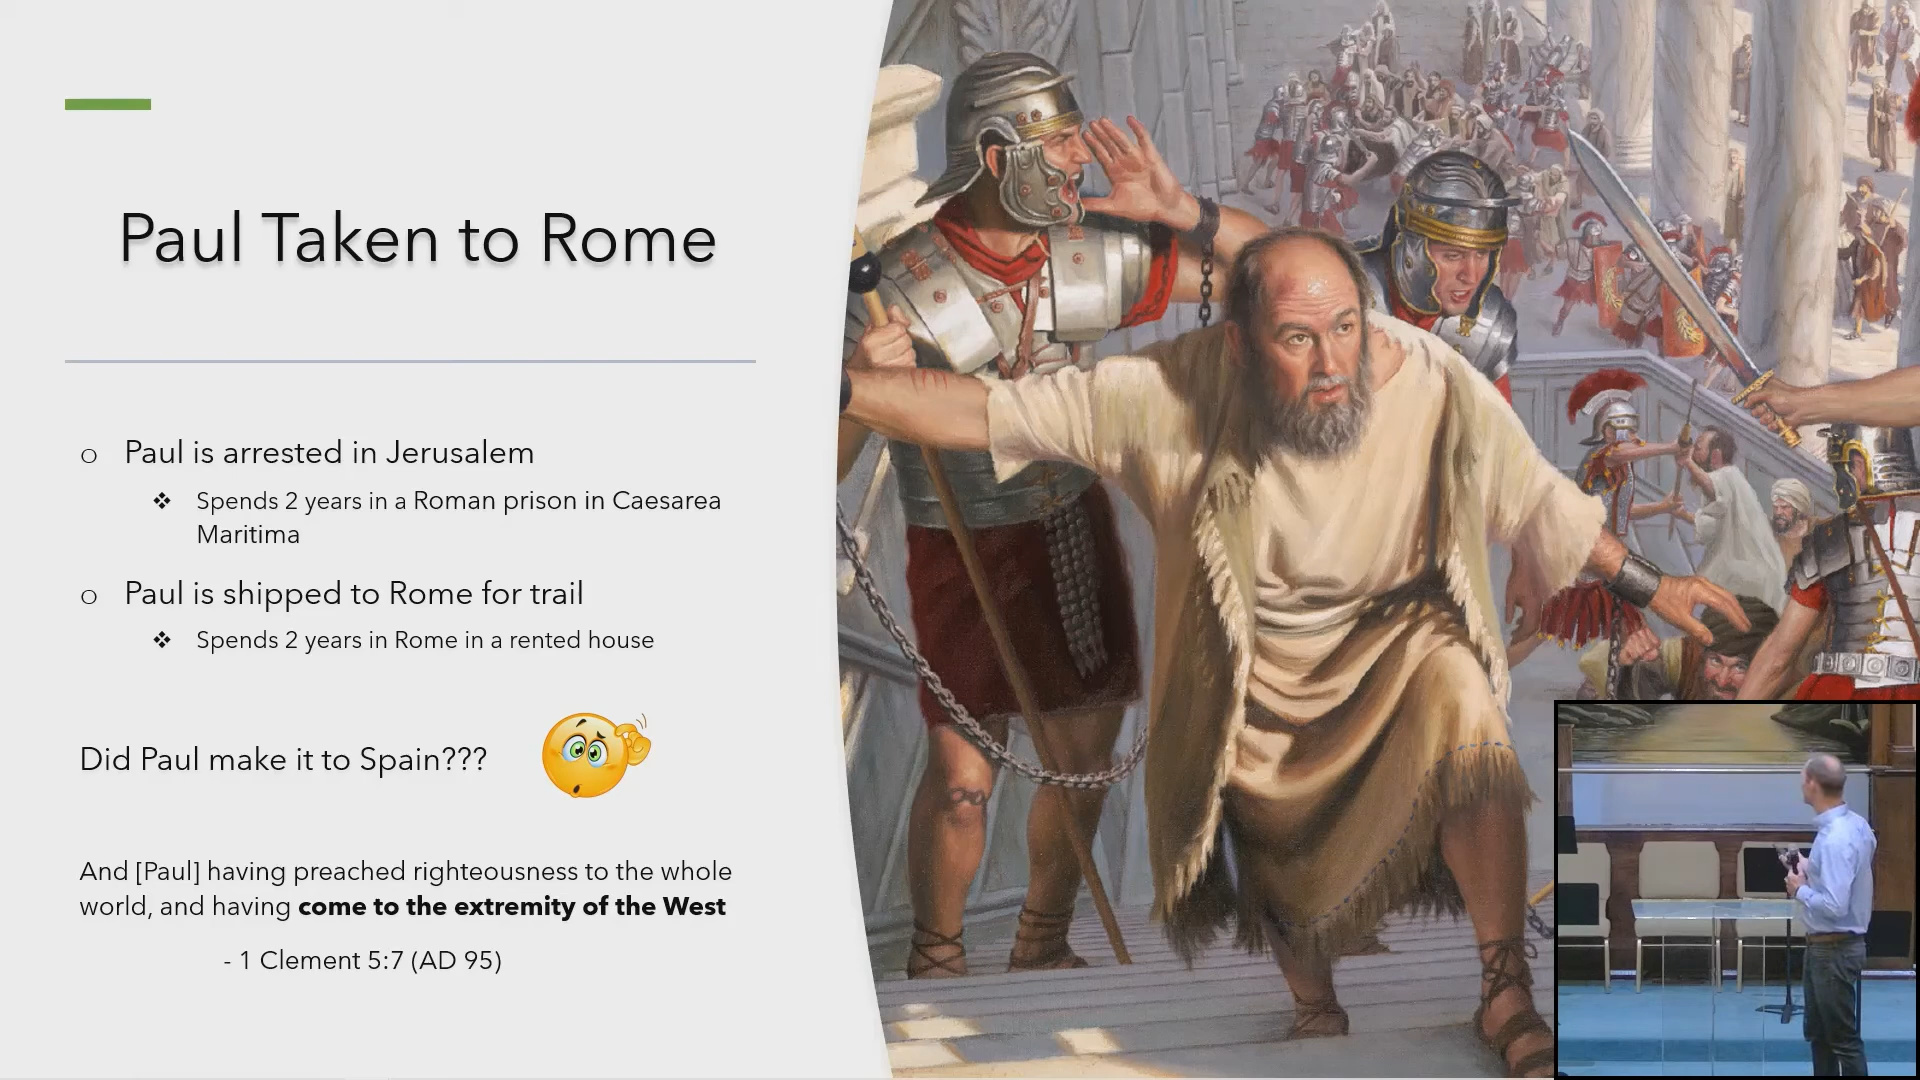 Paul Taken to Rome
o Paul is arrested in Jerusalem
❖ Spends 2 years in a Roman prison in Caesarea
Maritima
o Paul is shipped to Rome for trail
❖ Spends 2 years in Rome in a rented house
Did Paul make it to Spain???
And [Paul] having preached righteousness to the whole
world, and having come to the extremity of the West
- 1 Clement 5:7 (AD 95)